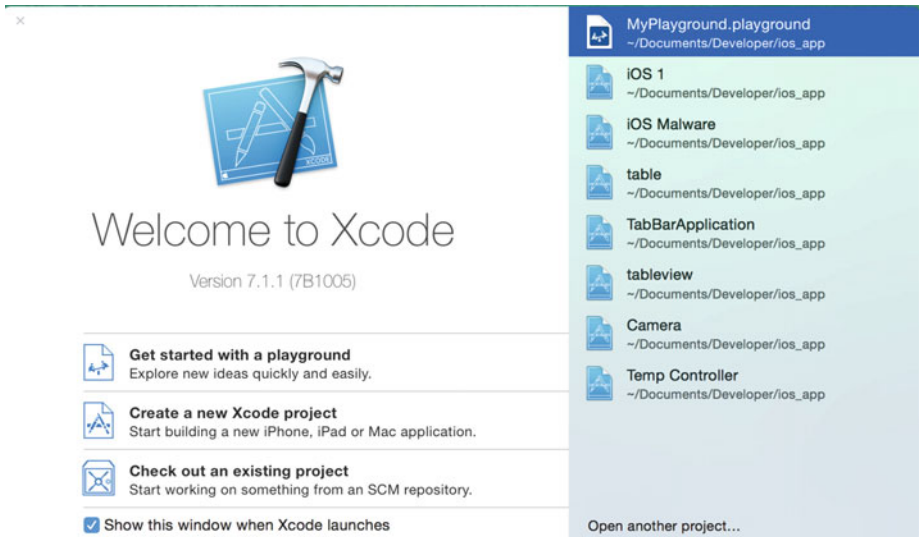 XCODE
Welcome to Xcode
Version 7.1.1 (7B1005)
Get started with a playground
Explore new ideas quickly and easily.
Create a new Xcode project
Start building a new iPhone, iPad or Mac application.
Check out an existing project
Start working on something from an SCM repository.
Show this window when Xcode launches
MyPlayground.playground
~/Documents/Developer/ios_app
iOS 1
~/Documents/Developer/ios_app
iOS Malware
~/Documents/Developer/ios_app
table
~/Documents/Developer/ios_app
TabBarApplication
~/Documents/Developer/ios_app
tableview
~/Documents/Developer/ios_app
Camera
~/Documents/Developer/ios_app
Temp Controller
~/Documents/Developer/ios_app
Open another project...